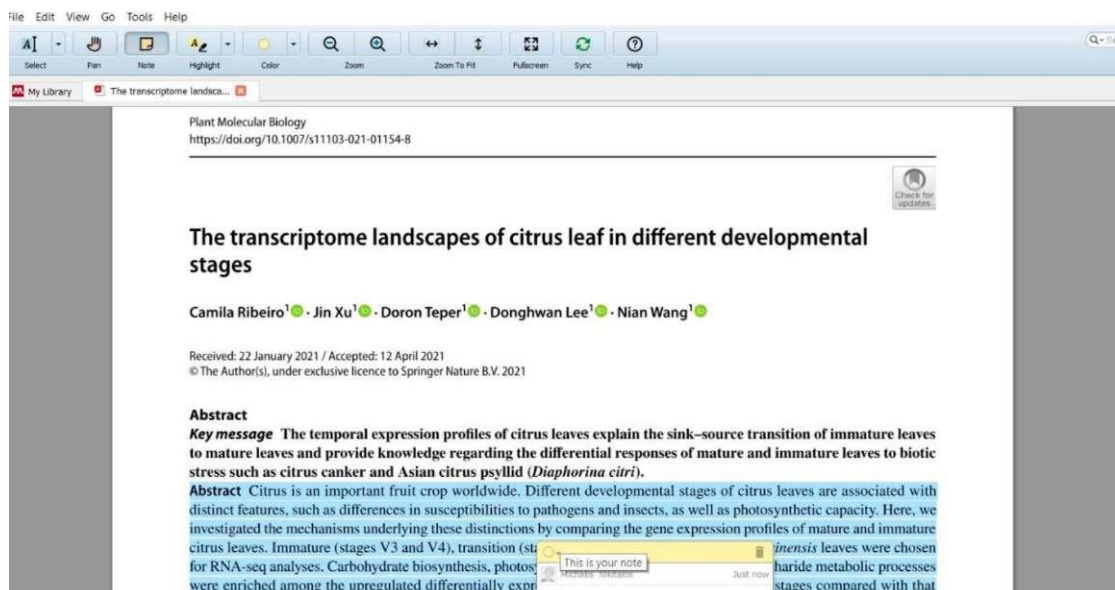 File Edit View Go Tools Help
Select Pan Note Highlight Color Zoom Zoom To Fit Fullscreen Sync Help
My Library The transcriptome landsca...
Plant Molecular Biology
https://doi.org/10.1007/s11103-021-01154-8
Check for
updates
The transcriptome landscapes of citrus leaf in different developmental
stages
Camila Ribeiro1 · Jin Xu1 · Doron Teper1 · Donghwan Lee1 · Nian Wang1
Received: 22 January 2021 / Accepted: 12 April 2021
© The Author(s), under exclusive licence to Springer Nature B.V. 2021
Abstract
Key message The temporal expression profiles of citrus leaves explain the sink–source transition of immature leaves
to mature leaves and provide knowledge regarding the differential responses of mature and immature leaves to biotic
stress such as citrus canker and Asian citrus psyllid (Diaphorina citri).
Abstract Citrus is an important fruit crop worldwide. Different developmental stages of citrus leaves are associated with
distinct features, such as differences in susceptibilities to pathogens and insects, as well as photosynthetic capacity. Here, we
investigated the mechanisms underlying these distinctions by comparing the gene expression profiles of mature and immature
citrus leaves. Immature (stages V3 and V4), transition (sta inensis leaves were chosen
This is your note
for RNA-seq analyses. Carbohydrate biosynthesis, photos haride metabolic processes
Just now
were enriched among the upregulated differentially expr stages compared with that